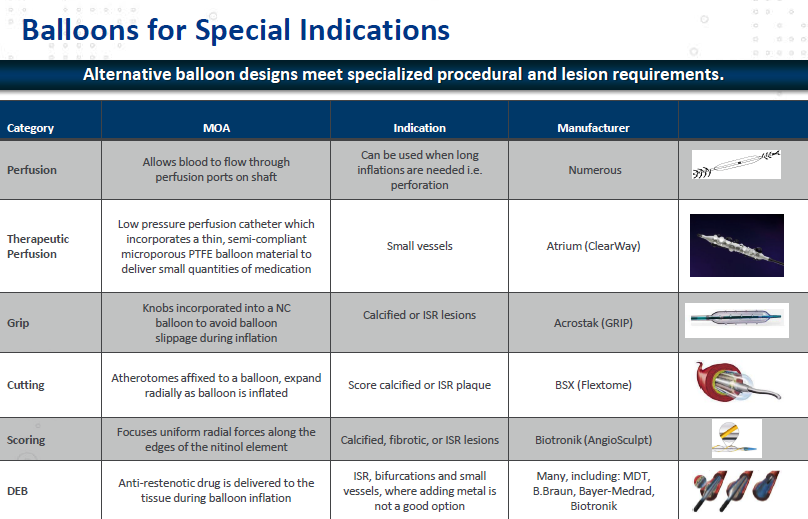 Balloons for Special Indications
Alternative balloon designs meet specialized procedural and lesion requirements.
Category
MOA
Indication
Manufacturer
Perfusion
Allows blood to flow through
perfusion ports on shaft
Can be used when long
inflations are needed i.e.
perforation
Numerous
Therapeutic
Perfusion
Low pressure perfusion catheter which
incorporates a thin, semi-compliant
microporous PTFE balloon material to
deliver small quantities of medication
Small vessels
Atrium (ClearWay)
Grip
Knobs incorporated into a NC
balloon to avoid balloon
slippage during inflation
Calcified or ISR lesions
Acrostak (GRIP)
Cutting
Atherotomes affixed to a balloon, expand
radially as balloon is inflated
Score calcified or ISR plaque
BSX (Flextome)
Scoring
Focuses uniform radial forces along the
edges of the nitinol element
Calcified, fibrotic, or ISR lesions
Biotronik (AngioSculpt)
DEB
Anti-restenotic drug is delivered to the
tissue during balloon inflation
ISR, bifurcations and small
vessels, where adding metal is
not a good option
Many, including: MDT,
B.Braun, Bayer-Medrad,
Biotronik